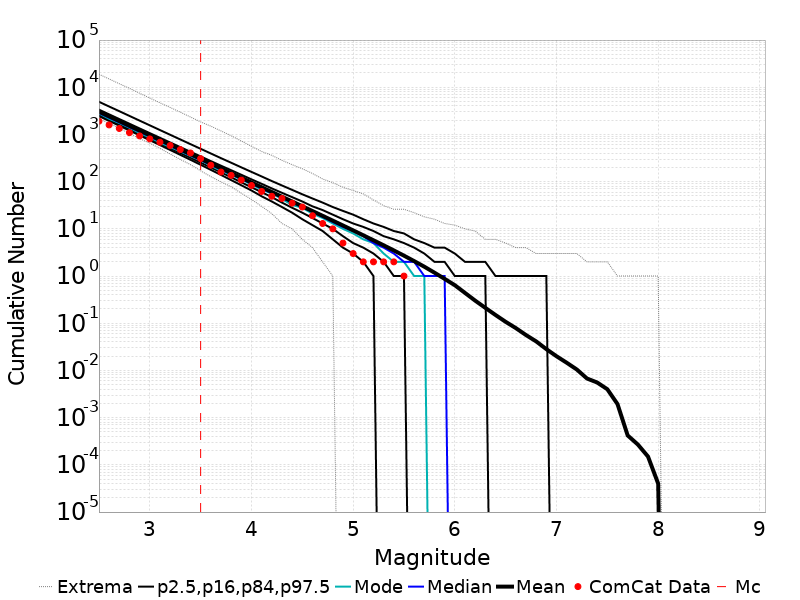 10^5
10^4
10^3
10^2
10^1
10^0
10^-1
10^-2
10^-3
10^-4
10^-5
Cumulative Number
3 4 5 6 7 8 9
Magnitude
Extrema p2.5,p16,p84,p97.5 Mode Median Mean ComCat Data Mc